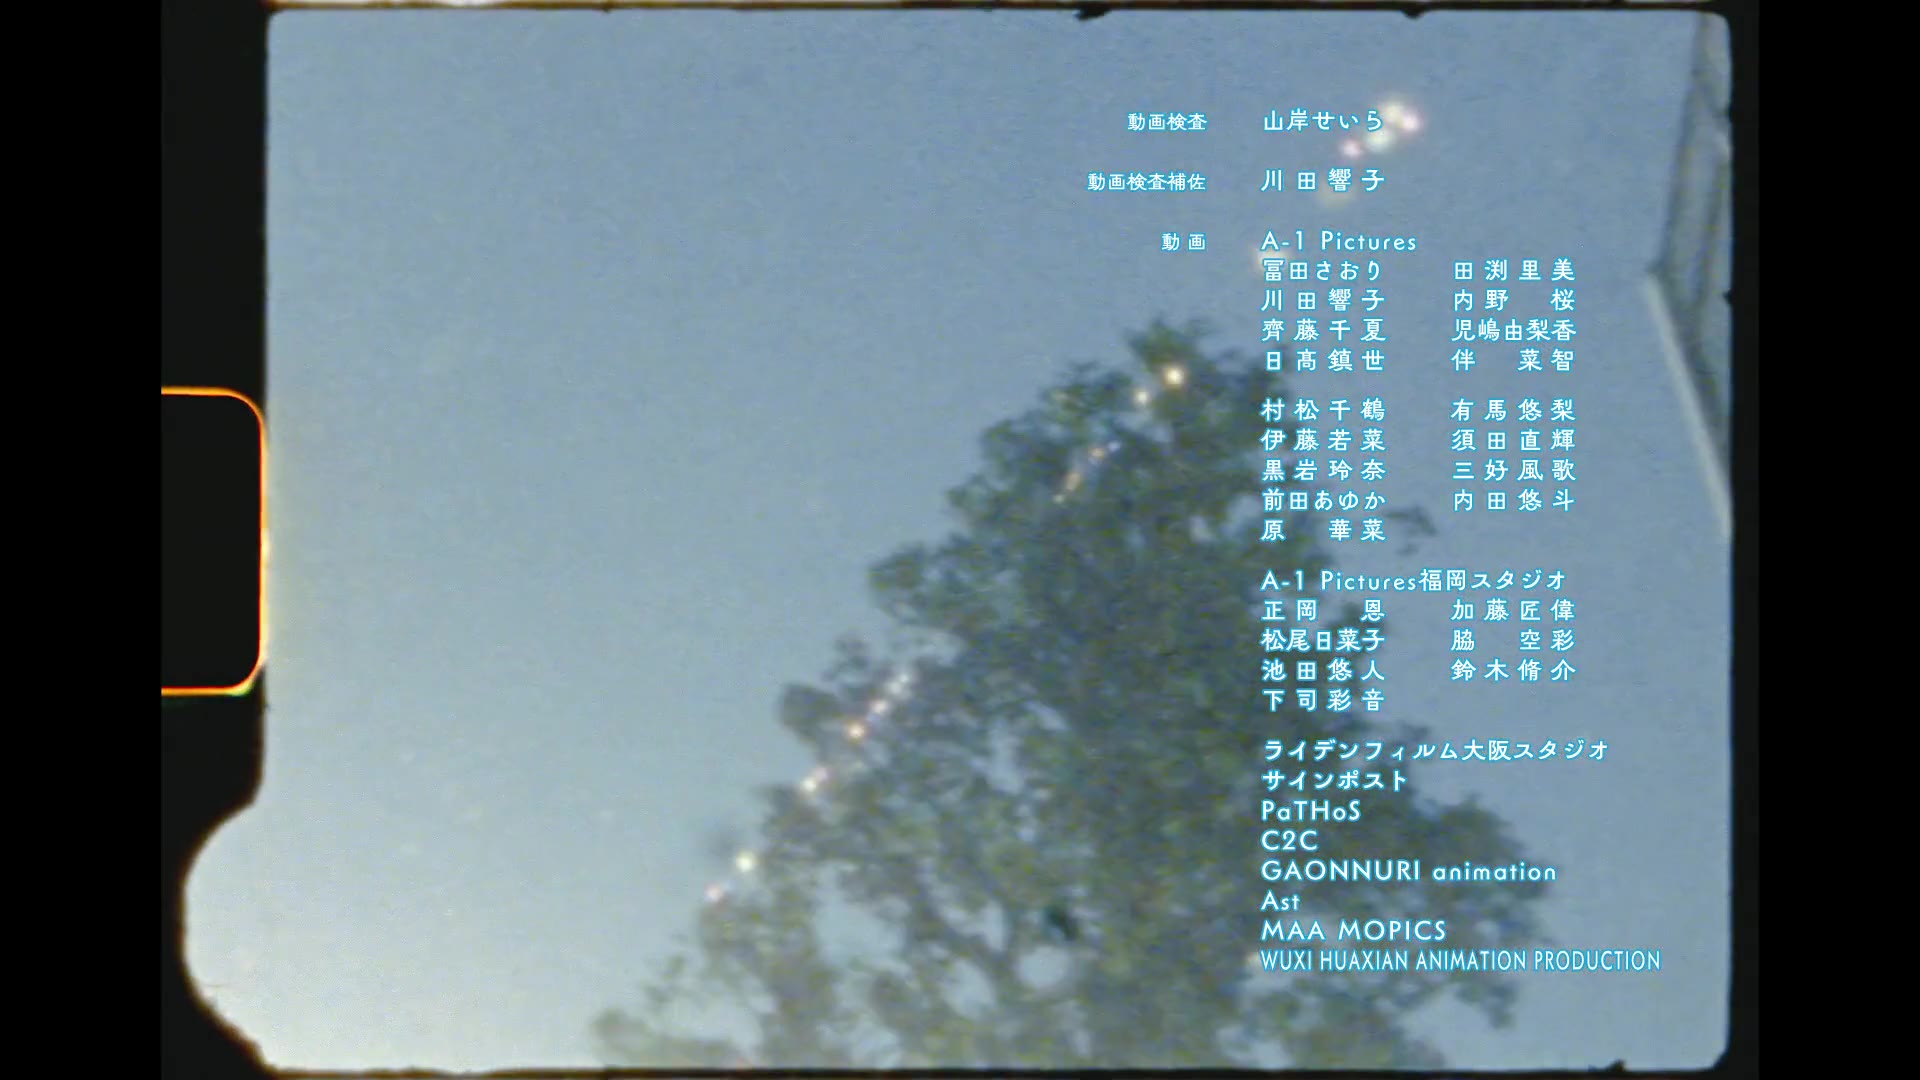 動画検査 山岸せいら
動画検査補佐 川田響子
動画 A-1 Pictures
冨田さおり 田渕里美
川田響子 内野 桜
齊藤千夏 児嶋由梨香
日髙鎮世 伴 菜智
村松千鶴 有馬悠梨
伊藤若菜 須田直輝
黒岩玲奈 三好風歌
前田あゆか 内田悠斗
原 華菜
A-1 Pictures福岡スタジオ
正岡 恩 加藤匠偉
松尾日菜子 脇 空彩
池田悠人 鈴木脩介
下司彩音
ライデンフィルム大阪スタジオ
サインポスト
PaTHoS
C2C
GAONNURI animation
Ast
MAA MOPICS
WUXI HUAXIAN ANIMATION PRODUCTION